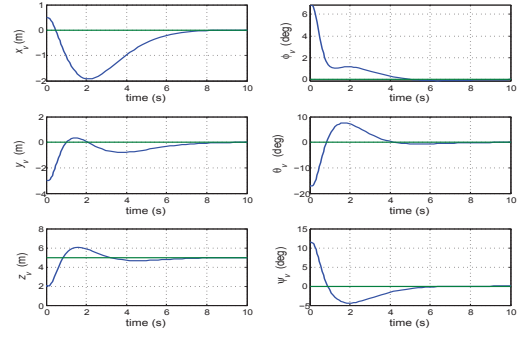 1
0
-1
-2
0 2 4 6 8 10
x_v (m)
time (s)
6
4
2
0
0 2 4 6 8 10
ϕ_v (deg)
time (s)
2
0
-2
-4
0 2 4 6 8 10
y_v (m)
time (s)
20
10
0
-10
-20
0 2 4 6 8 10
θ_v (deg)
time (s)
8
6
4
2
0
0 2 4 6 8 10
z_v (m)
time (s)
15
10
5
0
-5
0 2 4 6 8 10
ψ_v (deg)
time (s)